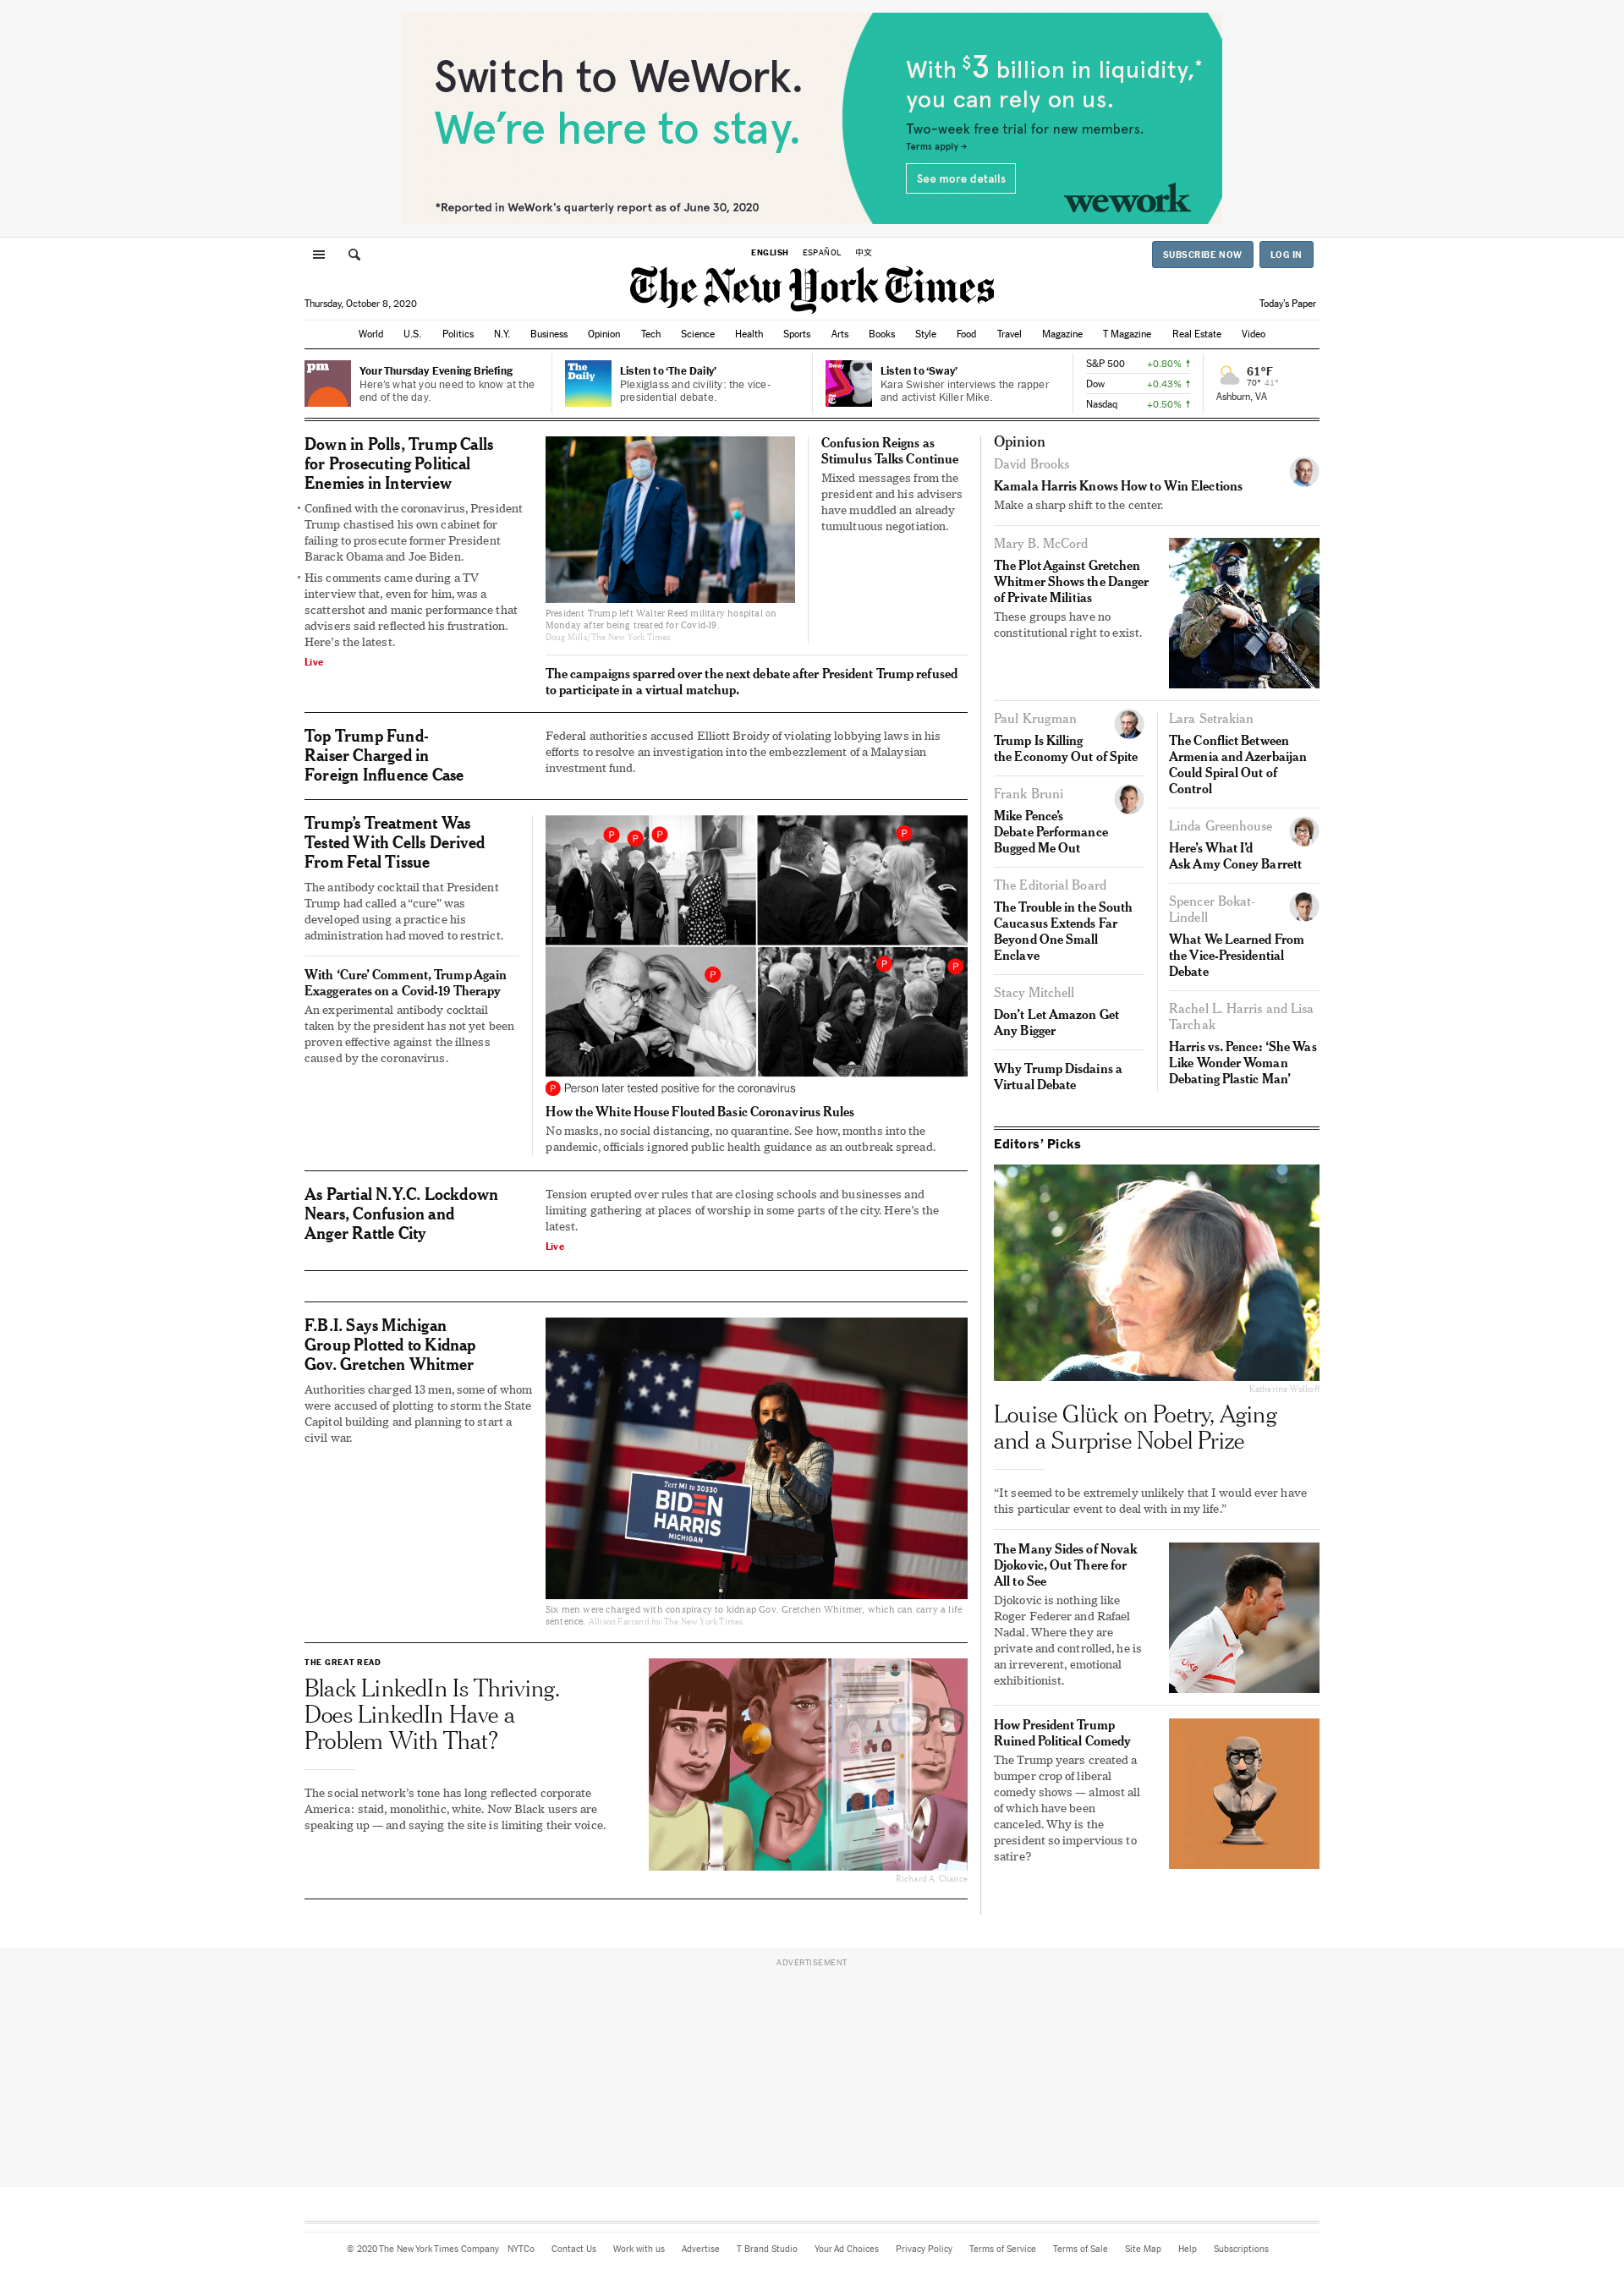 Switch to WeWork.
We're here to stay.
*Reported in WeWork's quarterly report as of June 30, 2020
With $3 billion in liquidity,*
you can rely on us.
Two-week free trial for new members.
Terms apply →
See more details
wework
ENGLISH ESPAÑOL 中文
SUBSCRIBE NOW LOG IN
The New York Times
Thursday, October 8, 2020
Today's Paper
World U.S. Politics N.Y. Business Opinion Tech Science Health Sports Arts Books Style Food Travel Magazine T Magazine Real Estate Video
pm
Your Thursday Evening Briefing
Here's what you need to know at the
end of the day.
The
Daily
Listen to 'The Daily'
Plexiglass and civility: the vice-
presidential debate.
Sway
Listen to 'Sway'
Kara Swisher interviews the rapper
and activist Killer Mike.
S&P 500 +0.80% ↑
Dow +0.43% ↑
Nasdaq +0.50% ↑
61°F
70° 41°
Ashburn, VA
Down in Polls, Trump Calls
for Prosecuting Political
Enemies in Interview
• Confined with the coronavirus, President
Trump chastised his own cabinet for
failing to prosecute former President
Barack Obama and Joe Biden.
• His comments came during a TV
interview that, even for him, was a
scattershot and manic performance that
advisers said reflected his frustration.
Here's the latest.
Live
President Trump left Walter Reed military hospital on
Monday after being treated for Covid-19.
Doug Mills/The New York Times
Confusion Reigns as
Stimulus Talks Continue
Mixed messages from the
president and his advisers
have muddled an already
tumultuous negotiation.
The campaigns sparred over the next debate after President Trump refused
to participate in a virtual matchup.
Top Trump Fund-
Raiser Charged in
Foreign Influence Case
Federal authorities accused Elliott Broidy of violating lobbying laws in his
efforts to resolve an investigation into the embezzlement of a Malaysian
investment fund.
Trump's Treatment Was
Tested With Cells Derived
From Fetal Tissue
The antibody cocktail that President
Trump had called a "cure" was
developed using a practice his
administration had moved to restrict.
With 'Cure' Comment, Trump Again
Exaggerates on a Covid-19 Therapy
An experimental antibody cocktail
taken by the president has not yet been
proven effective against the illness
caused by the coronavirus.
P P P P
P P P
P Person later tested positive for the coronavirus
How the White House Flouted Basic Coronavirus Rules
No masks, no social distancing, no quarantine. See how, months into the
pandemic, officials ignored public health guidance as an outbreak spread.
As Partial N.Y.C. Lockdown
Nears, Confusion and
Anger Rattle City
Tension erupted over rules that are closing schools and businesses and
limiting gathering at places of worship in some parts of the city. Here's the
latest.
Live
F.B.I. Says Michigan
Group Plotted to Kidnap
Gov. Gretchen Whitmer
Authorities charged 13 men, some of whom
were accused of plotting to storm the State
Capitol building and planning to start a
civil war.
Text MI to 30330
BIDEN
HARRIS
MICHIGAN
Six men were charged with conspiracy to kidnap Gov. Gretchen Whitmer, which can carry a life
sentence. Allison Farrand for The New York Times
THE GREAT READ
Black LinkedIn Is Thriving.
Does LinkedIn Have a
Problem With That?
The social network's tone has long reflected corporate
America: staid, monolithic, white. Now Black users are
speaking up — and saying the site is limiting their voice.
Richard A. Chance
Opinion
David Brooks
Kamala Harris Knows How to Win Elections
Make a sharp shift to the center.
Mary B. McCord
The Plot Against Gretchen
Whitmer Shows the Danger
of Private Militias
These groups have no
constitutional right to exist.
Paul Krugman
Trump Is Killing
the Economy Out of Spite
Frank Bruni
Mike Pence's
Debate Performance
Bugged Me Out
The Editorial Board
The Trouble in the South
Caucasus Extends Far
Beyond One Small
Enclave
Stacy Mitchell
Don't Let Amazon Get
Any Bigger
Why Trump Disdains a
Virtual Debate
Lara Setrakian
The Conflict Between
Armenia and Azerbaijan
Could Spiral Out of
Control
Linda Greenhouse
Here's What I'd
Ask Amy Coney Barrett
Spencer Bokat-
Lindell
What We Learned From
the Vice-Presidential
Debate
Rachel L. Harris and Lisa
Tarchak
Harris vs. Pence: 'She Was
Like Wonder Woman
Debating Plastic Man'
Editors' Picks
Katherine Wolkoff
Louise Glück on Poetry, Aging
and a Surprise Nobel Prize
"It seemed to be extremely unlikely that I would ever have
this particular event to deal with in my life."
The Many Sides of Novak
Djokovic, Out There for
All to See
Djokovic is nothing like
Roger Federer and Rafael
Nadal. Where they are
private and controlled, he is
an irreverent, emotional
exhibitionist.
UKG
How President Trump
Ruined Political Comedy
The Trump years created a
bumper crop of liberal
comedy shows — almost all
of which have been
canceled. Why is the
president so impervious to
satire?
ADVERTISEMENT
© 2020 The New York Times Company NYTCo Contact Us Work with us Advertise T Brand Studio Your Ad Choices Privacy Policy Terms of Service Terms of Sale Site Map Help Subscriptions